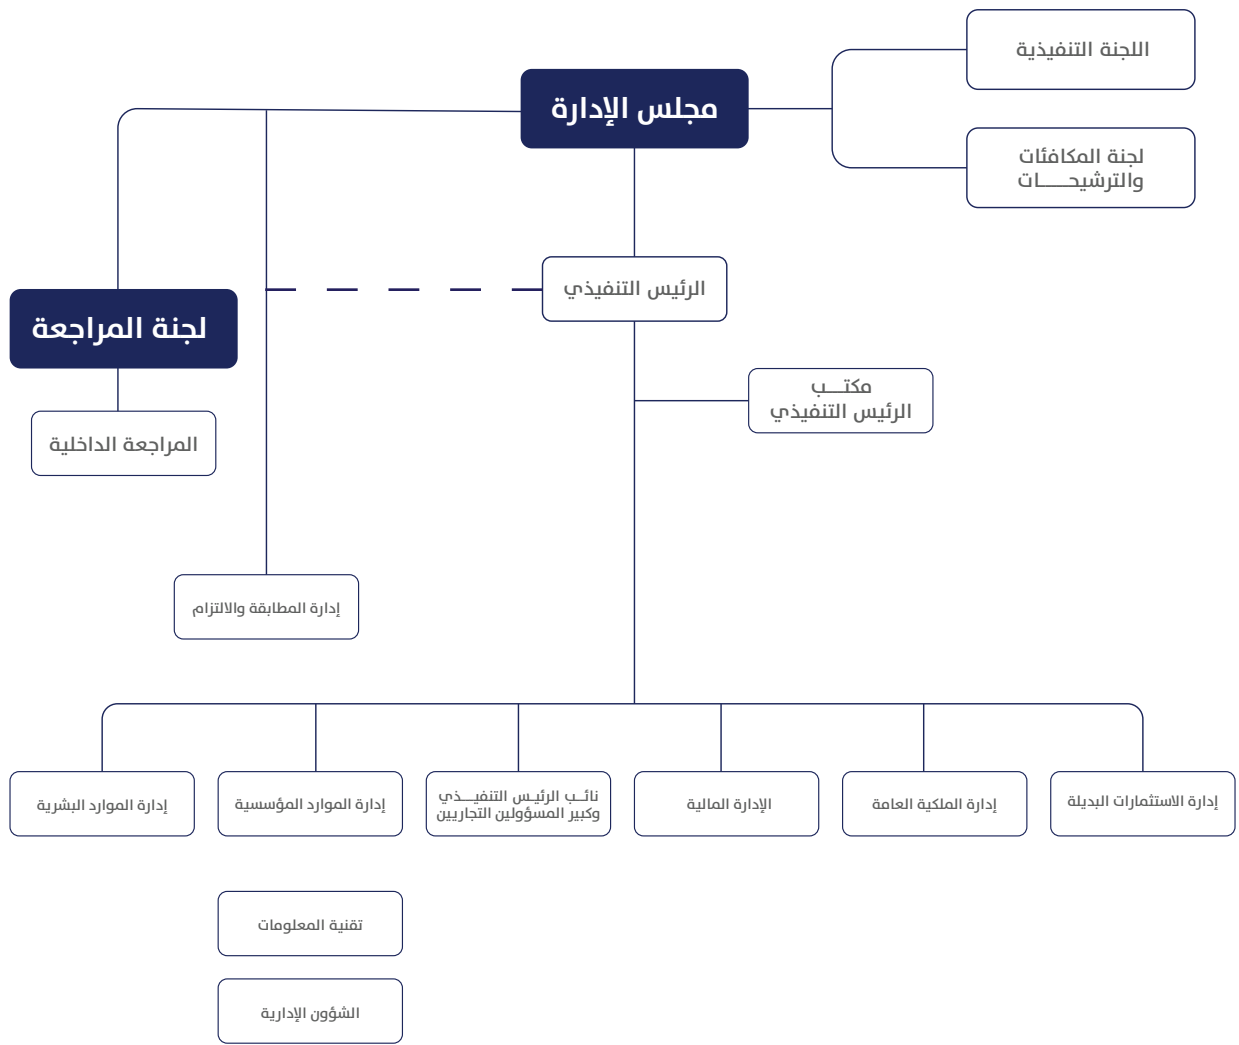 اللجنة التنفيذية
مجلس الإدارة
لجنة المكافئات
والترشيحـــــات
الرئيس التنفيذي
لجنة المراجعة
مكتـــب
الرئيس التنفيذي
المراجعة الداخلية
إدارة المطابقة والالتزام
إدارة الاستثمارات البديلة
إدارة الملكية العامة
الإدارة المالية
نائــب الرئيـس التنفيــــذي
وكبير المسؤولين التجاريين
إدارة الموارد المؤسسية
إدارة الموارد البشرية
تقنية المعلومات
الشؤون الإدارية